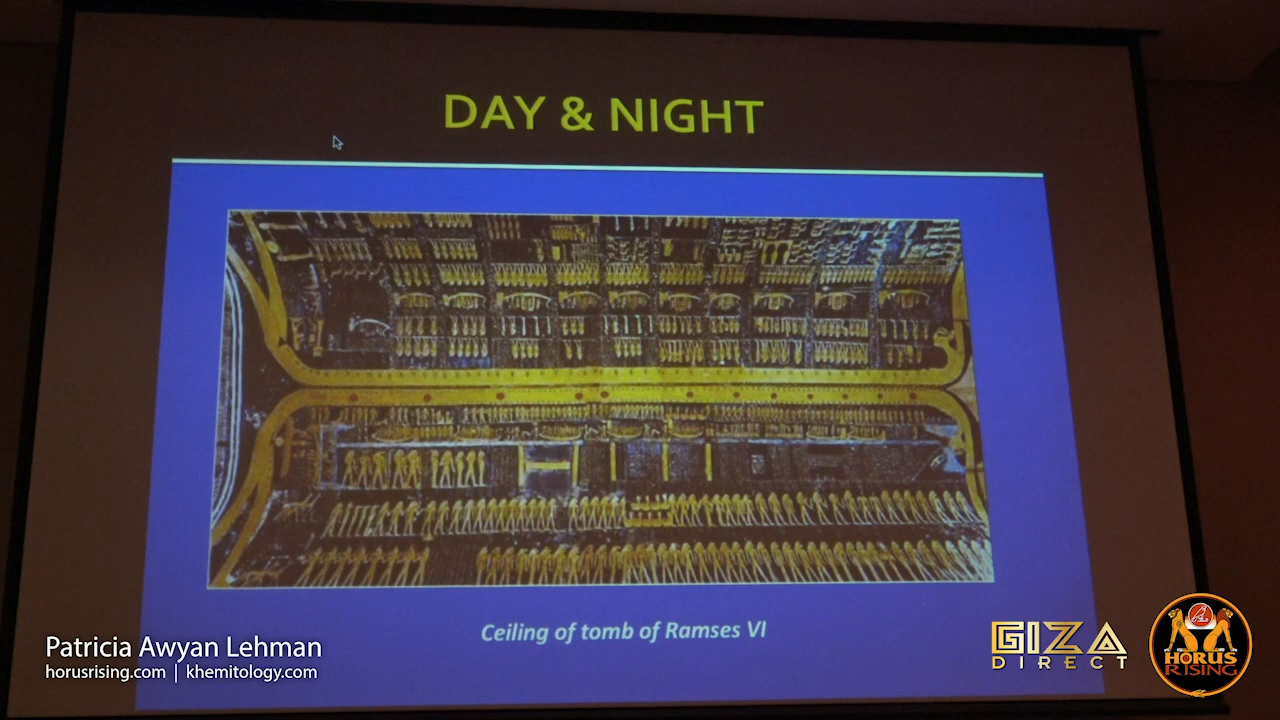 DAY & NIGHT
Ceiling of tomb of Ramses VI
Patricia Awyan Lehman
horusrising.com | khemitology.com
GIZA
DIRECT
HORUS
RISING